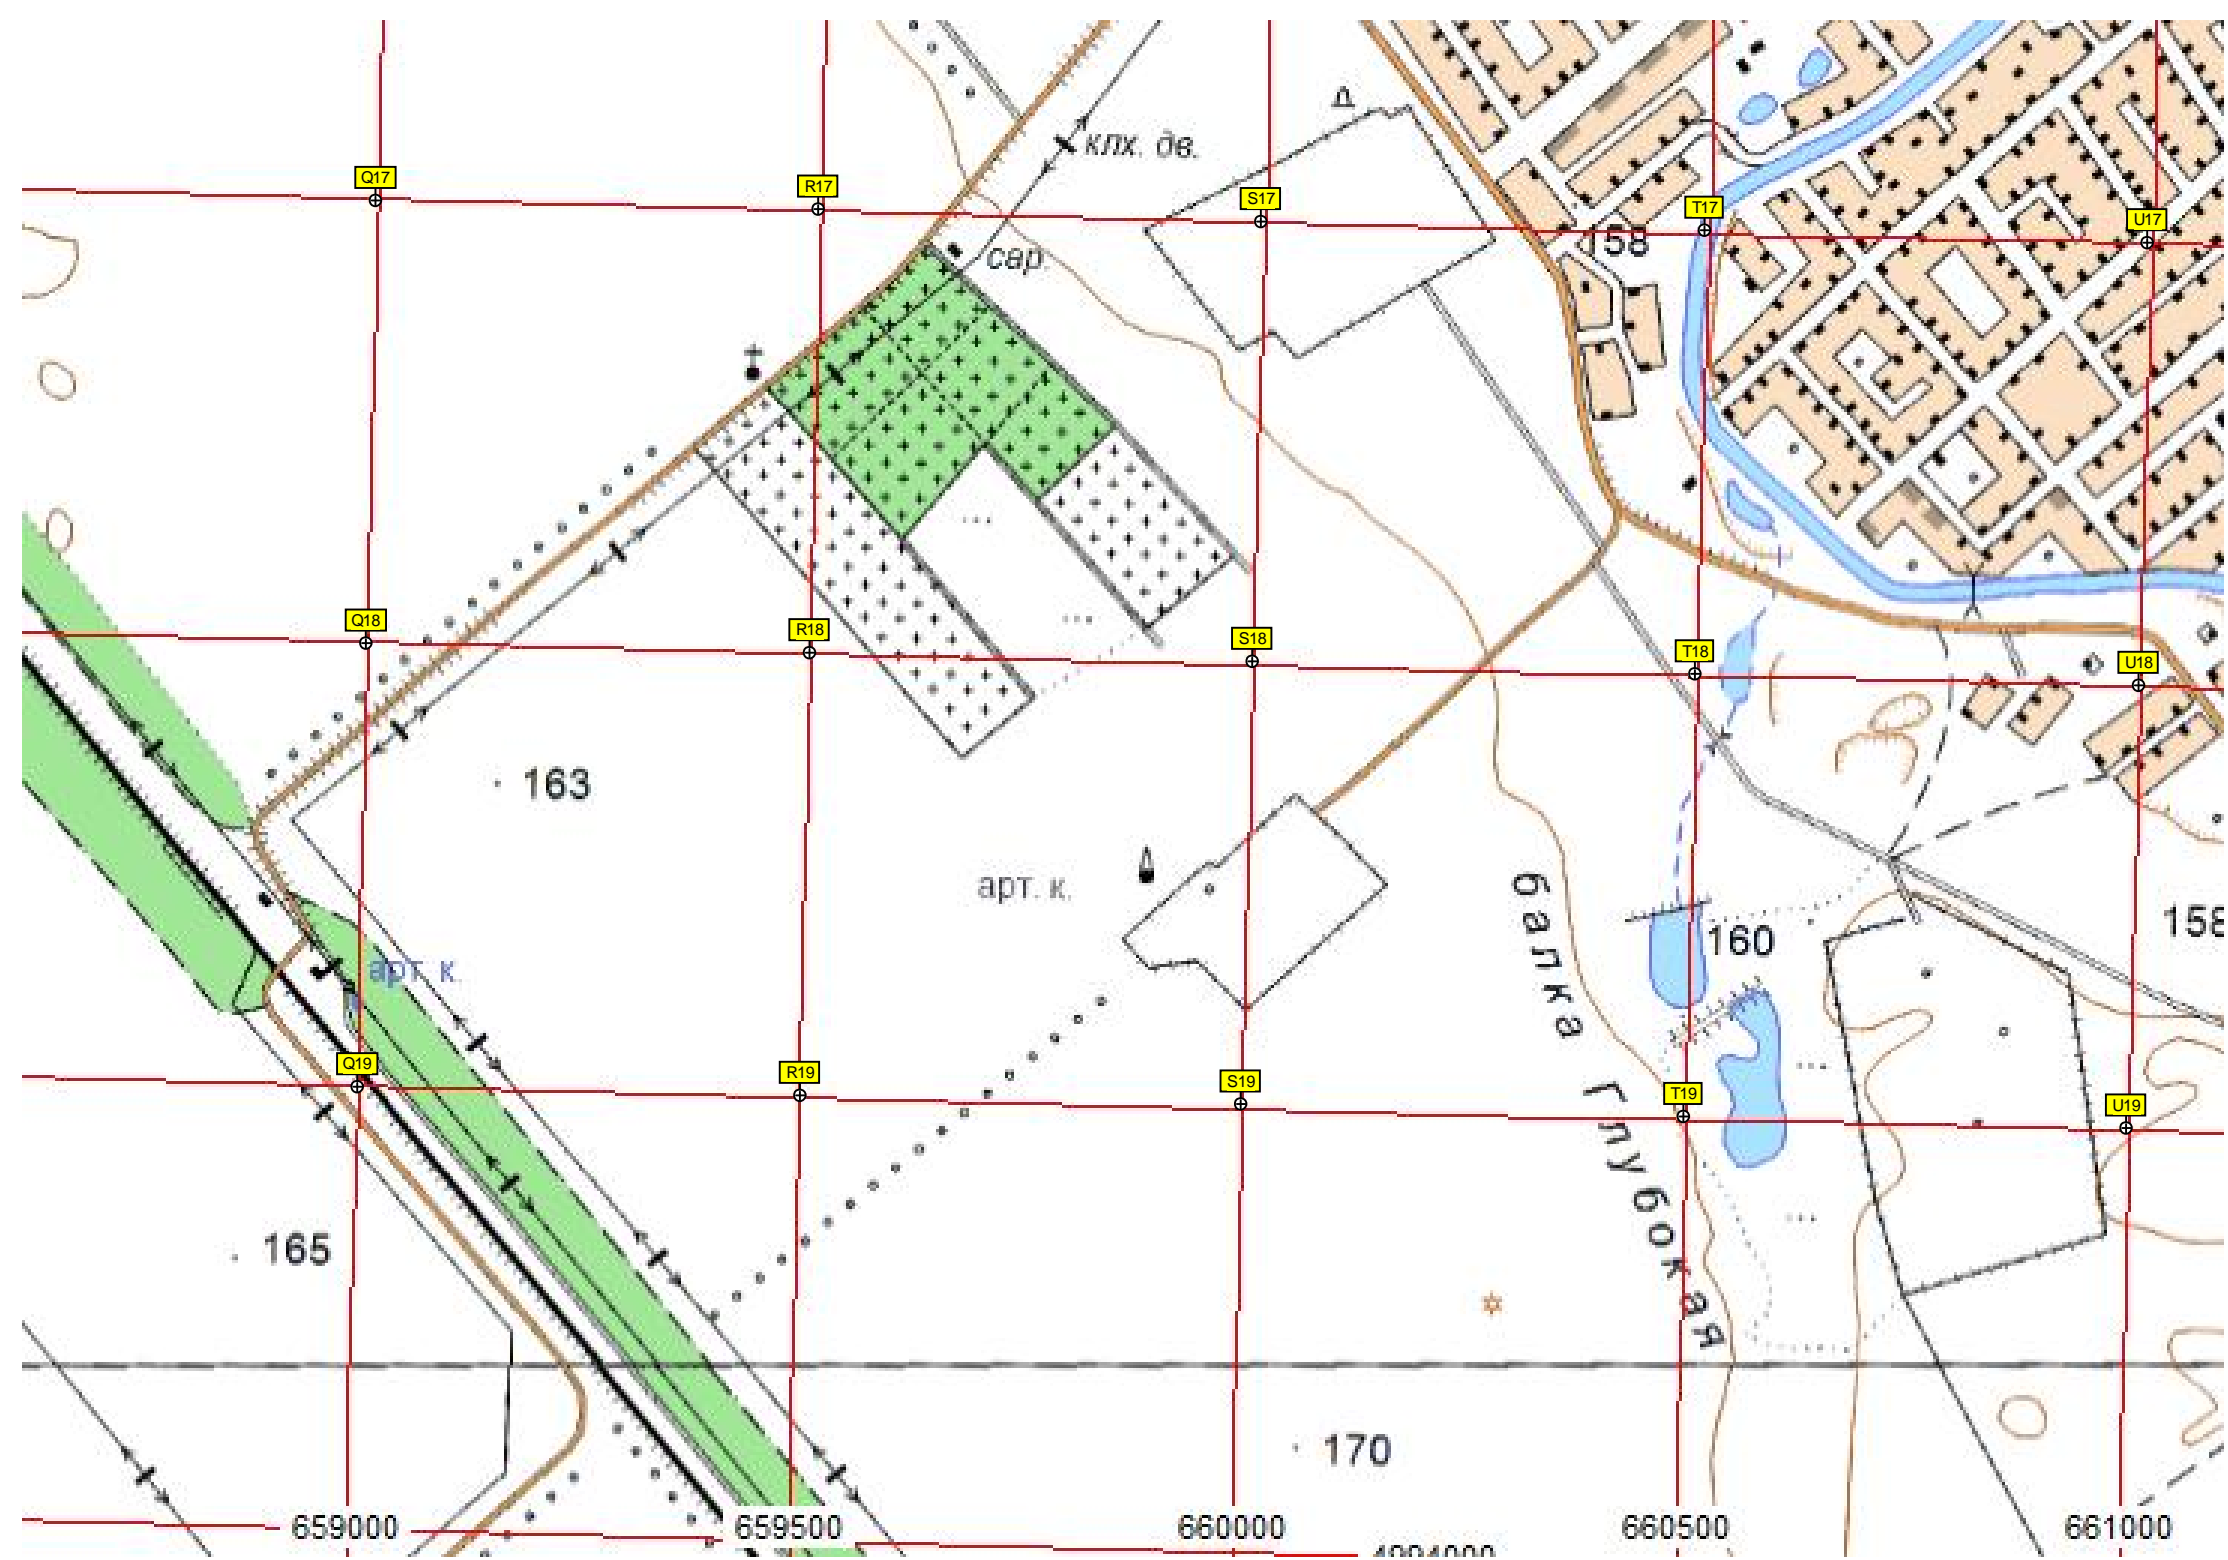 клх. дв.
Q17
R17
S17
T17
U17
158
сар.
Q18
R18
S18
T18
U18
163
арт. к.
балка Глубокая
160
158
арт. к.
Q19
R19
S19
T19
U19
165
170
659000
659500
660000
660500
661000